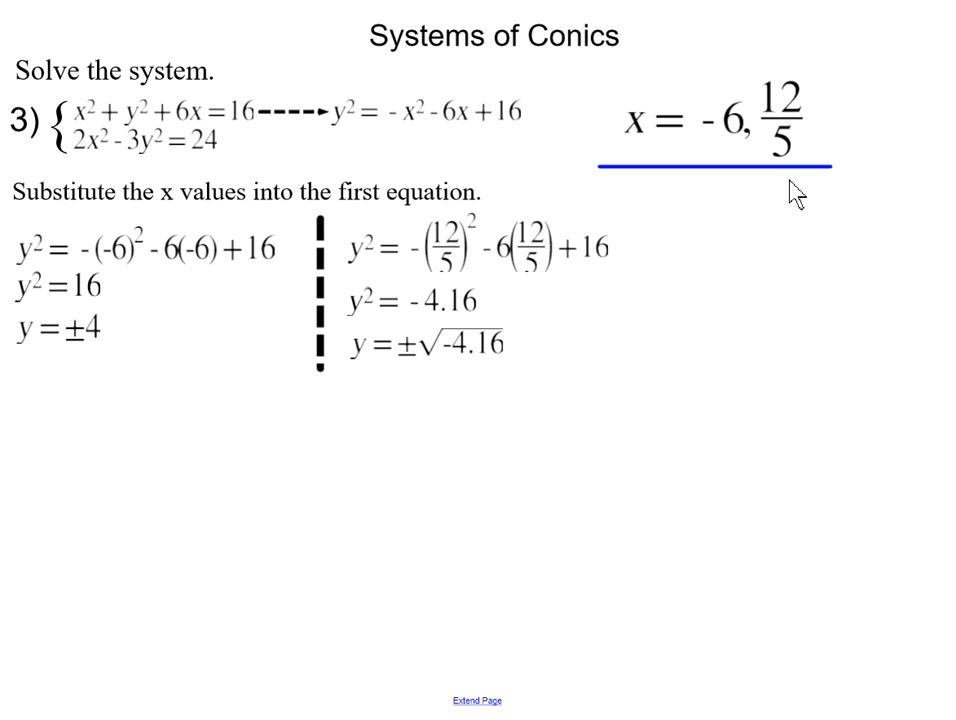 Systems of Conics
Solve the system.
3) { x² + y² + 6x = 16 ----→ y² = - x² - 6x + 16
2x² - 3y² = 24
x = - 6, 12/5
Substitute the x values into the first equation.
y² = - (-6)² - 6(-6) + 16
y² = 16
y = ±4
y² = - (12/5)² - 6(12/5) + 16
y² = - 4.16
y = ±√-4.16
Extend Page